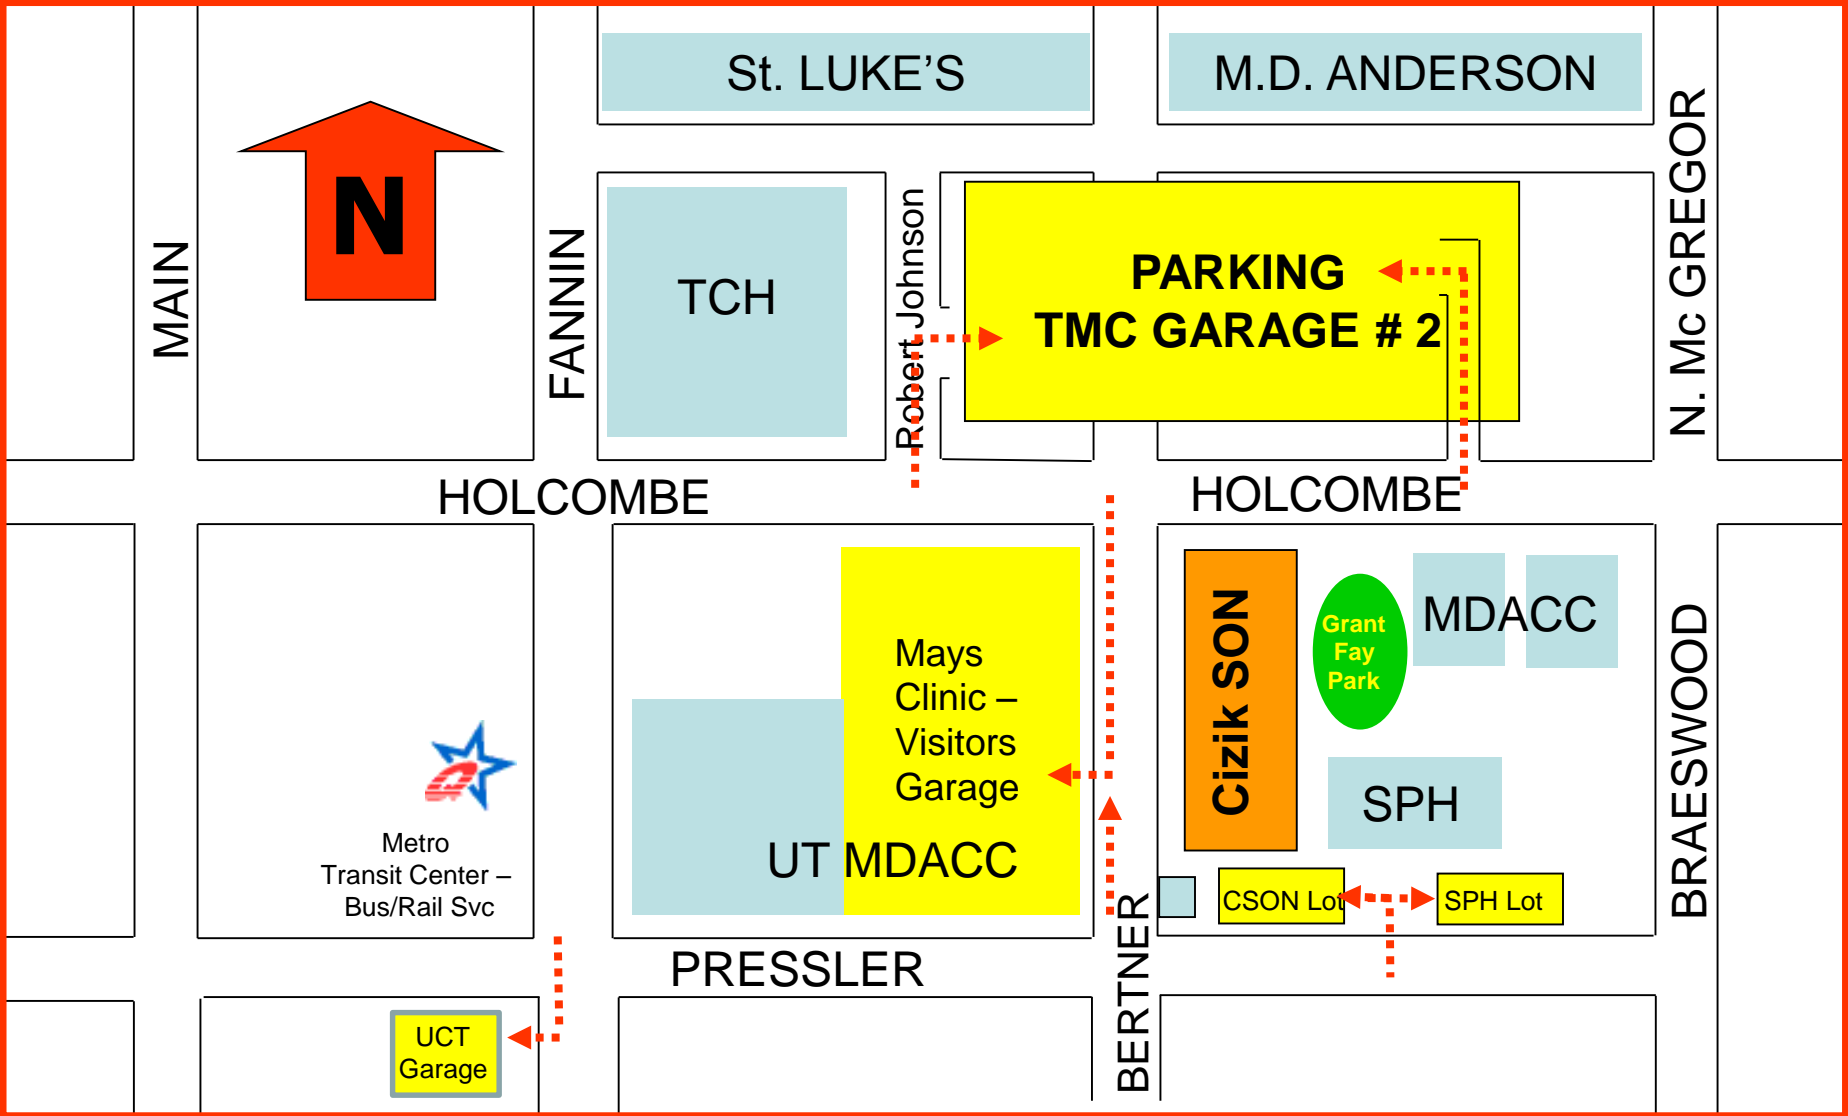 St. LUKE’S
M.D. ANDERSON
N
MAIN
FANNIN
TCH
Robert Johnson
PARKING
TMC GARAGE # 2
N. Mc GREGOR
HOLCOMBE
HOLCOMBE
Mays
Clinic –
Visitors
Garage
UT MDACC
Cizik SON
Grant
Fay
Park
MDACC
SPH
BRAESWOOD
Metro
Transit Center –
Bus/Rail Svc
CSON Lot
SPH Lot
PRESSLER
BERTNER
UCT
Garage